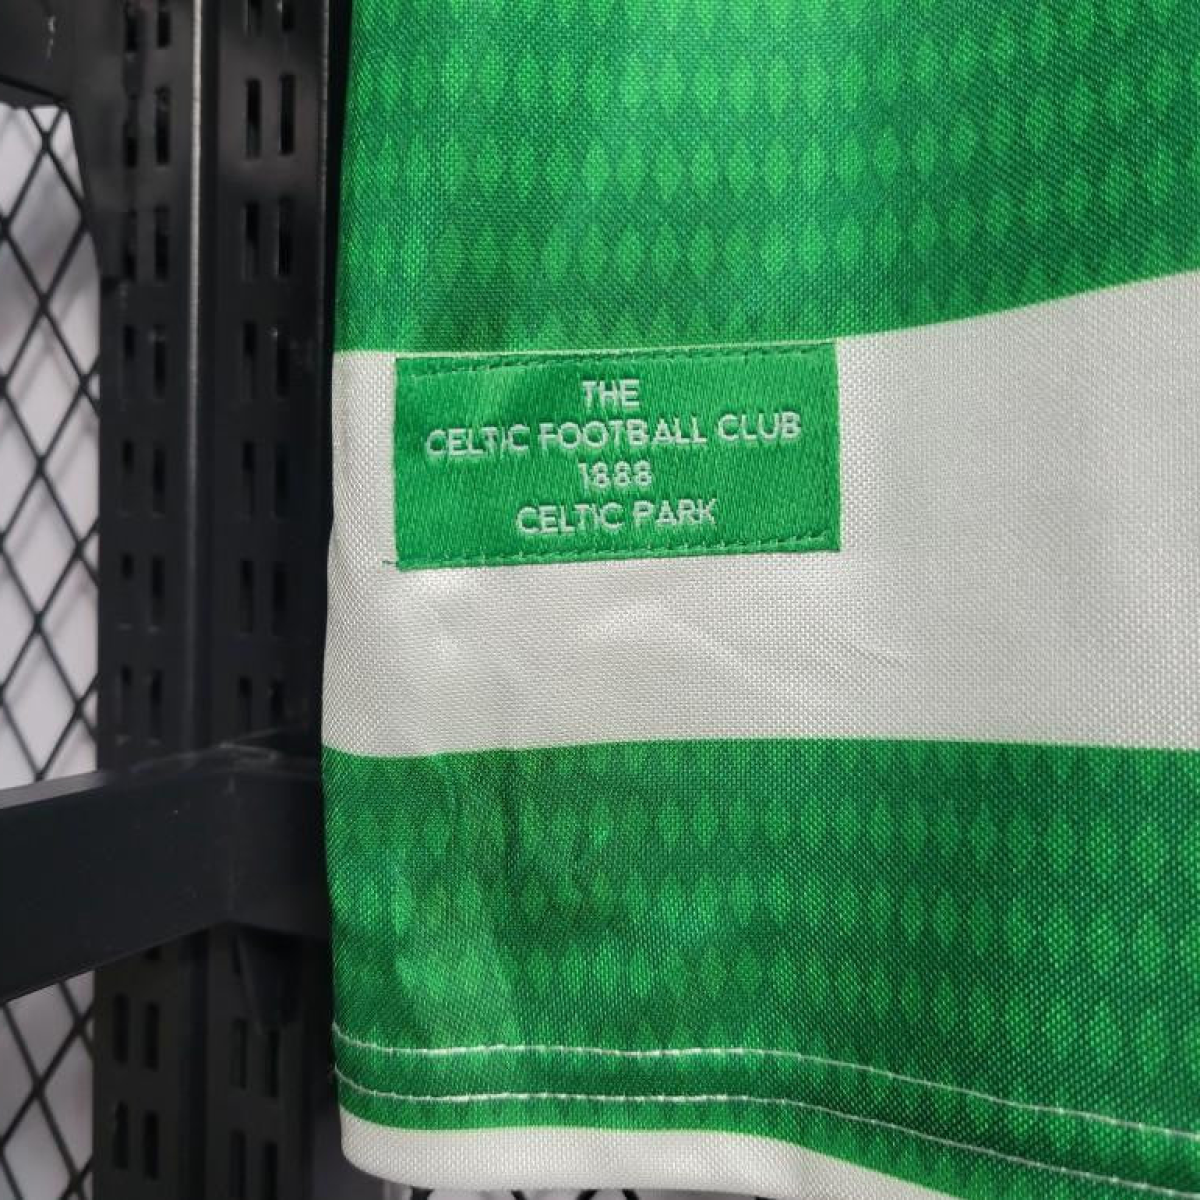 THE
CELTIC FOOTBALL CLUB
1888
CELTIC PARK